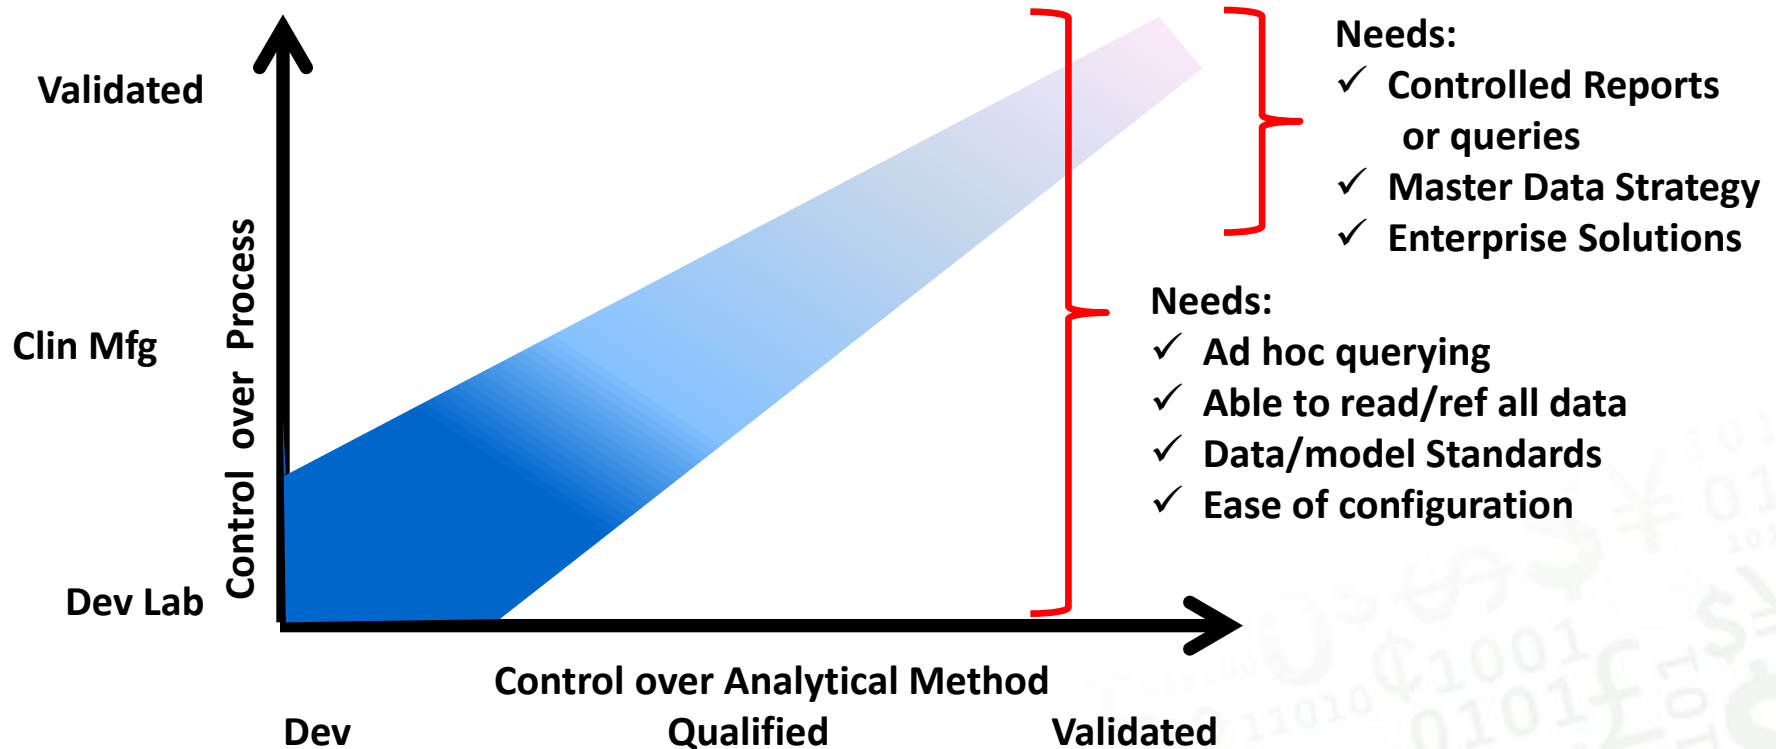 Validated
Clin Mfg
Dev Lab
Control over Process
Control over Analytical Method
Dev Qualified Validated
Needs:
✓ Controlled Reports
or queries
✓ Master Data Strategy
✓ Enterprise Solutions
Needs:
✓ Ad hoc querying
✓ Able to read/ref all data
✓ Data/model Standards
✓ Ease of configuration